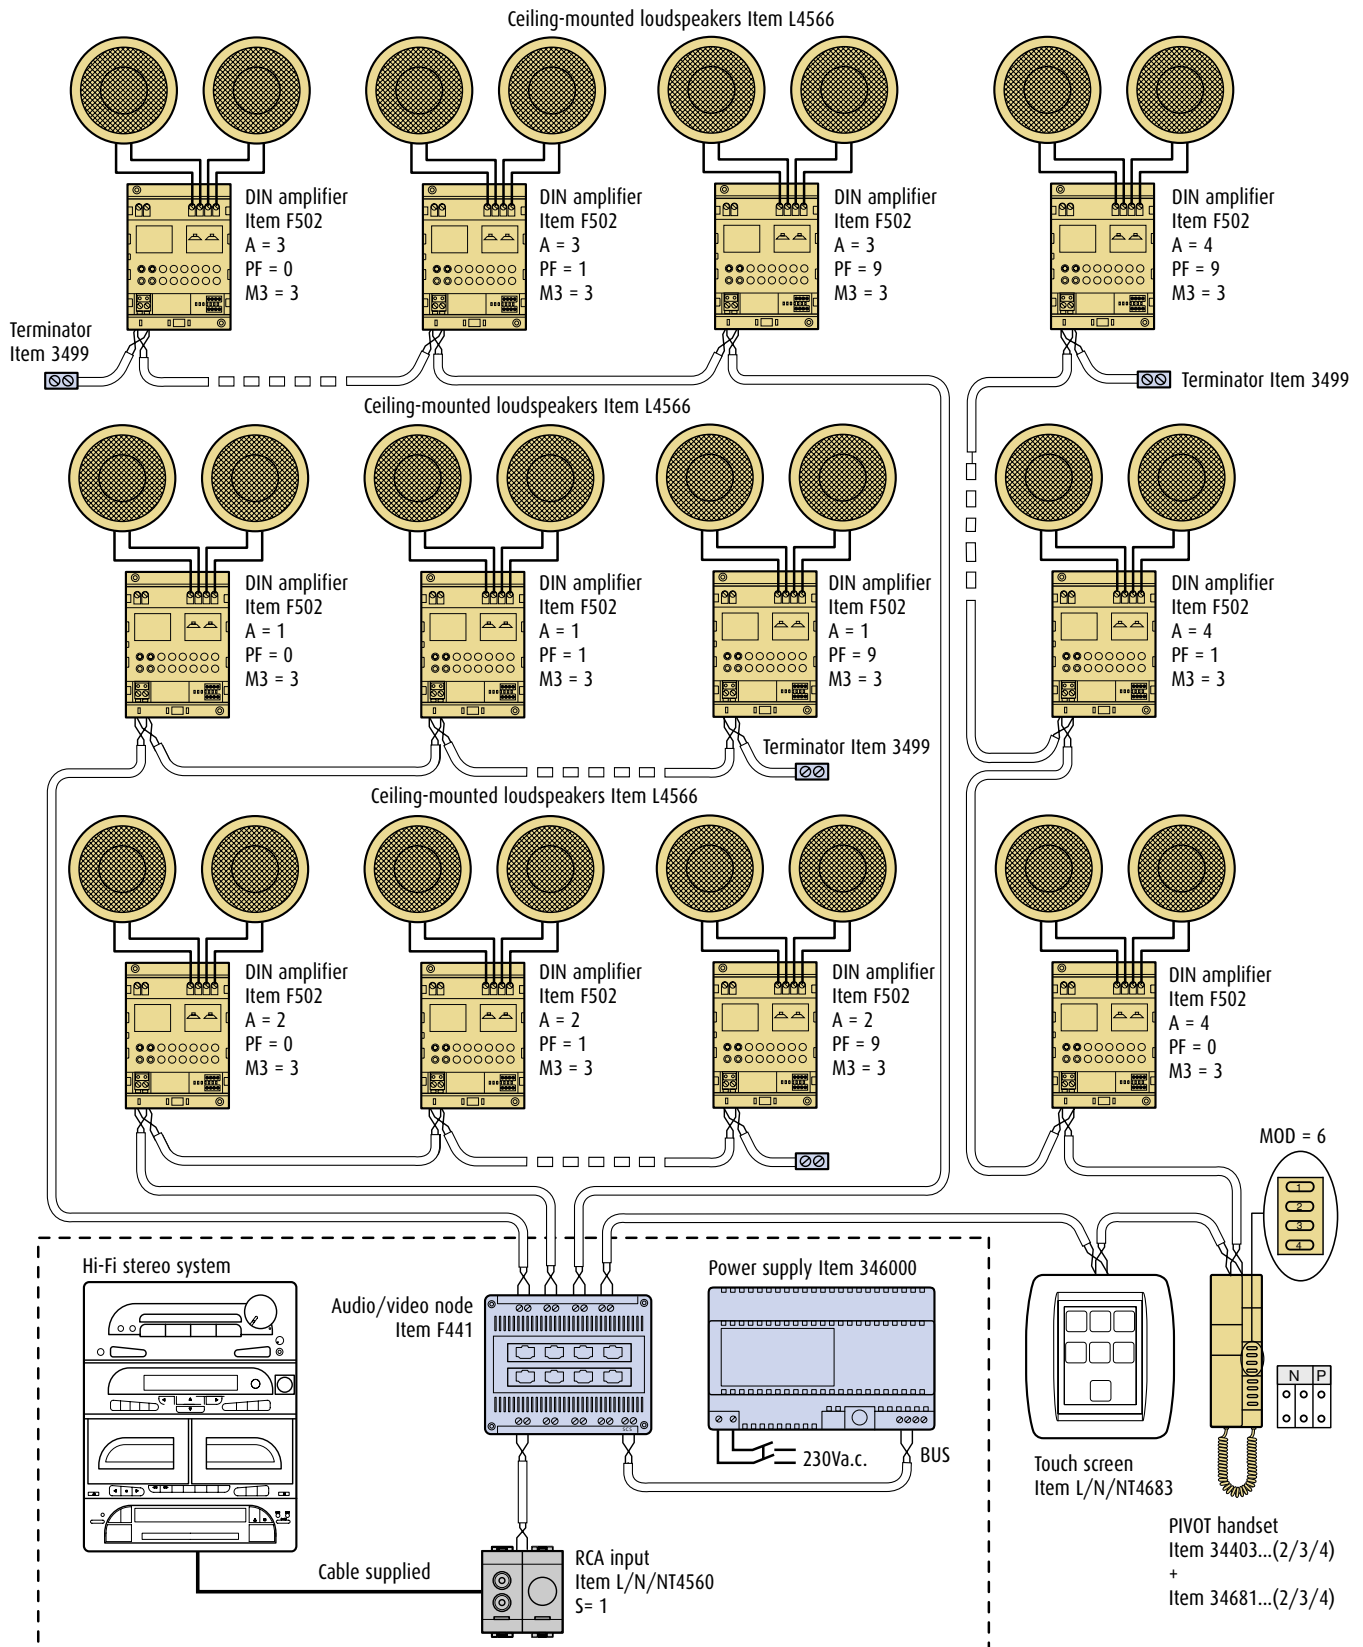 Ceiling-mounted loudspeakers Item L4566
DIN amplifier
Item F502
A = 3
PF = 0
M3 = 3
DIN amplifier
Item F502
A = 3
PF = 1
M3 = 3
DIN amplifier
Item F502
A = 3
PF = 9
M3 = 3
DIN amplifier
Item F502
A = 4
PF = 9
M3 = 3
Terminator
Item 3499
Terminator Item 3499
Ceiling-mounted loudspeakers Item L4566
DIN amplifier
Item F502
A = 1
PF = 0
M3 = 3
DIN amplifier
Item F502
A = 1
PF = 1
M3 = 3
DIN amplifier
Item F502
A = 1
PF = 9
M3 = 3
DIN amplifier
Item F502
A = 4
PF = 1
M3 = 3
Terminator Item 3499
Ceiling-mounted loudspeakers Item L4566
DIN amplifier
Item F502
A = 2
PF = 0
M3 = 3
DIN amplifier
Item F502
A = 2
PF = 1
M3 = 3
DIN amplifier
Item F502
A = 2
PF = 9
M3 = 3
DIN amplifier
Item F502
A = 4
PF = 0
M3 = 3
MOD = 6
1
2
3
4
Hi-Fi stereo system
Audio/video node
Item F441
SCS
Power supply Item 346000
230Va.c.
BUS
Touch screen
Item L/N/NT4683
N P
PIVOT handset
Item 34403...(2/3/4)
+
Item 34681...(2/3/4)
Cable supplied
RCA input
Item L/N/NT4560
S= 1